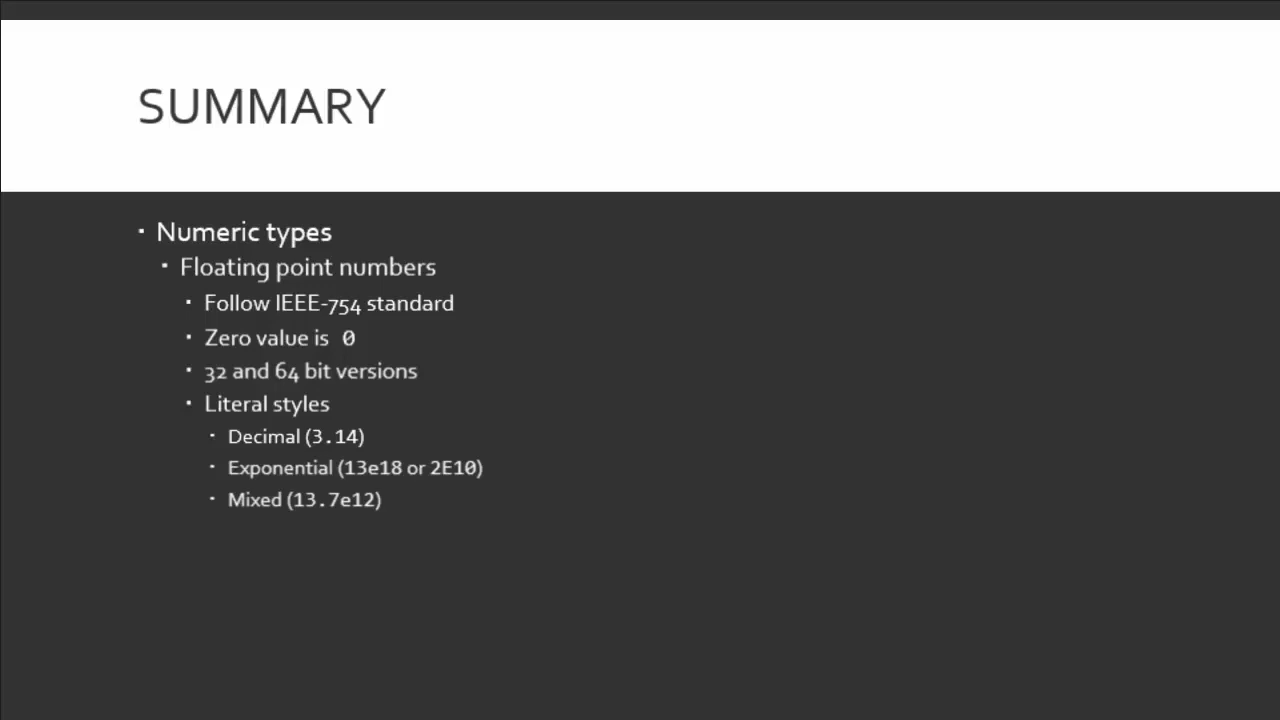 SUMMARY
▪ Numeric types
▪ Floating point numbers
▪ Follow IEEE-754 standard
▪ Zero value is 0
▪ 32 and 64 bit versions
▪ Literal styles
▪ Decimal (3.14)
▪ Exponential (13e18 or 2E10)
▪ Mixed (13.7e12)